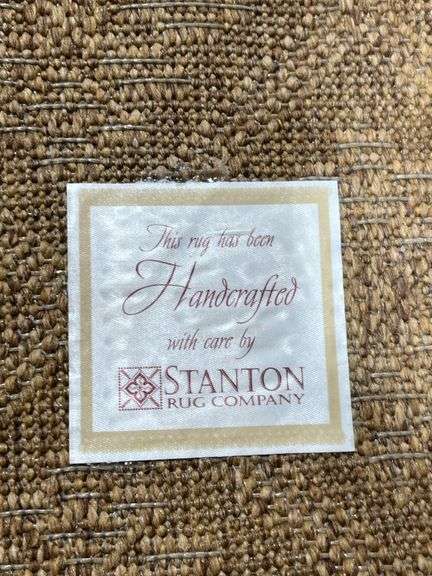 This rug has been
Handcrafted
with care by
STANTON
RUG COMPANY